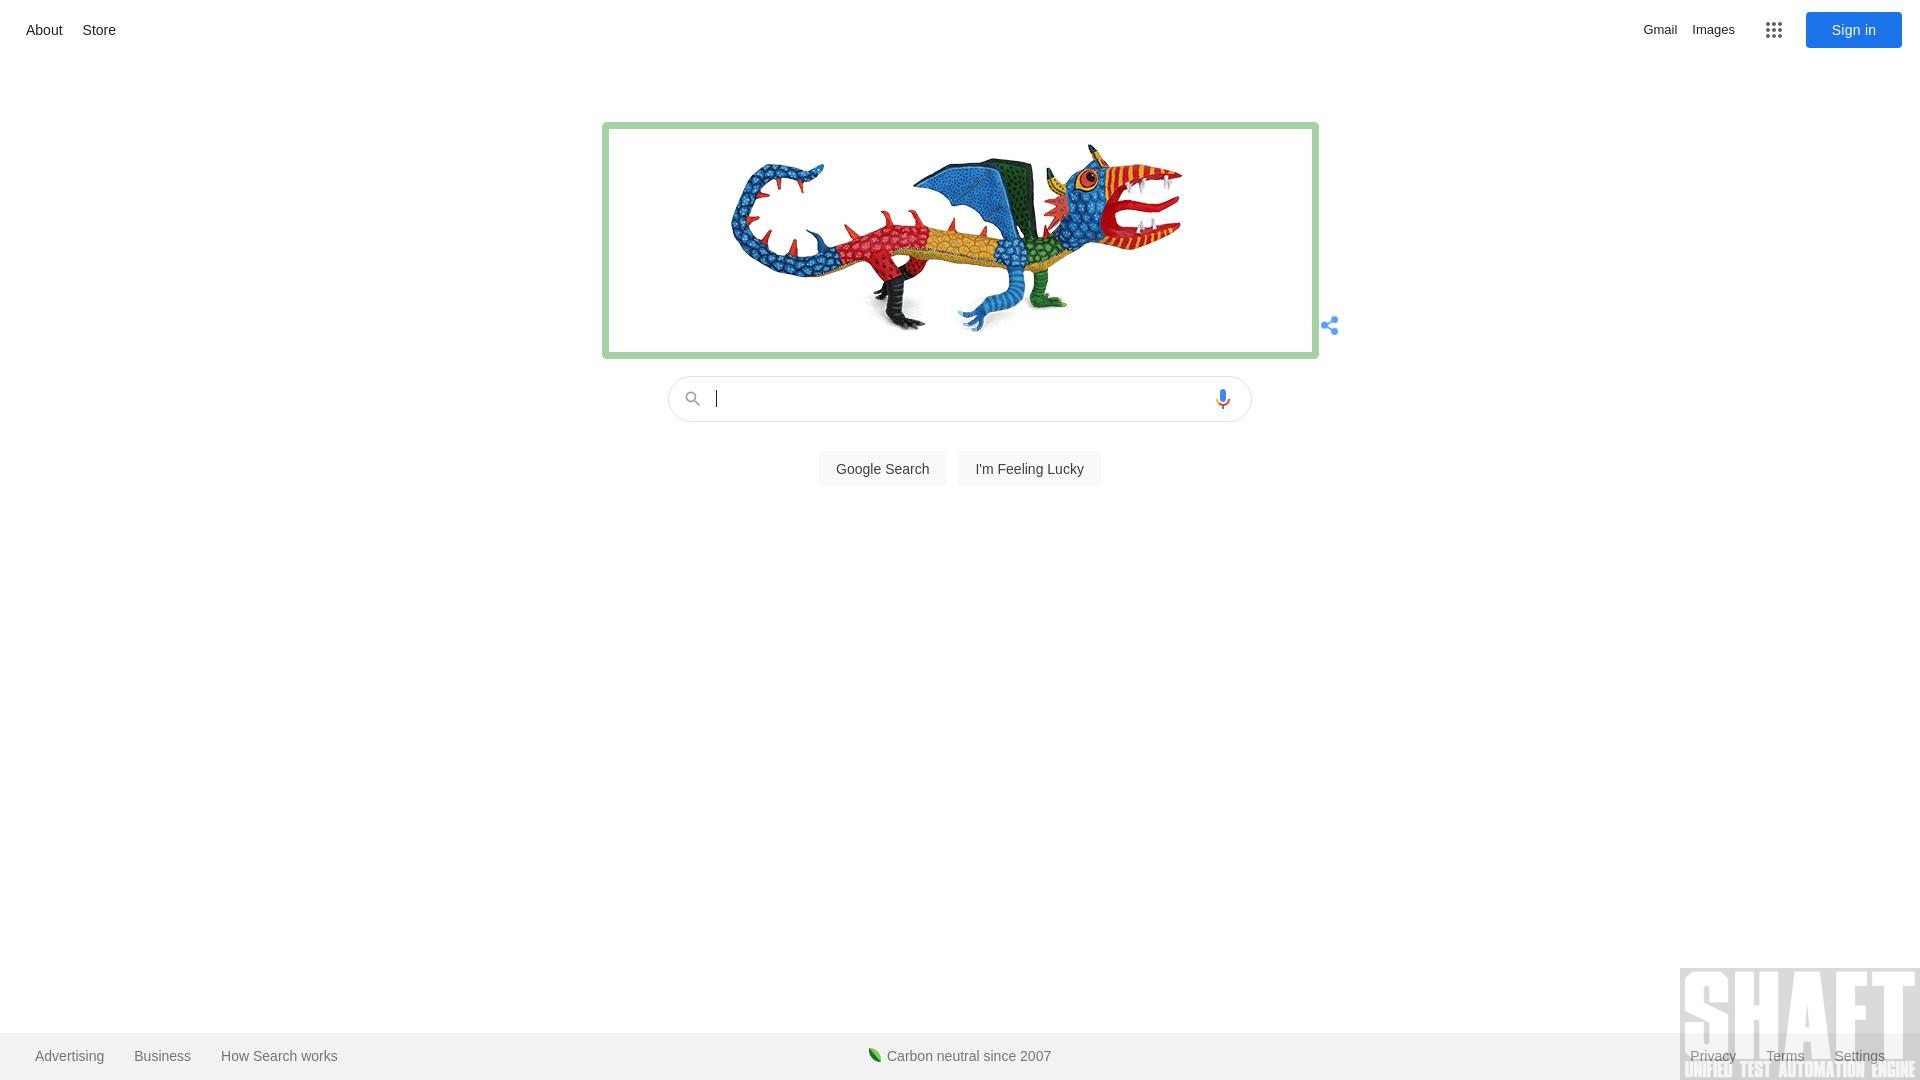 About Store
Gmail Images Sign in
Google Search I'm Feeling Lucky
Advertising Business How Search works
Carbon neutral since 2007
Privacy Terms Settings
SHAFT
UNIFIED TEST AUTOMATION ENGINE